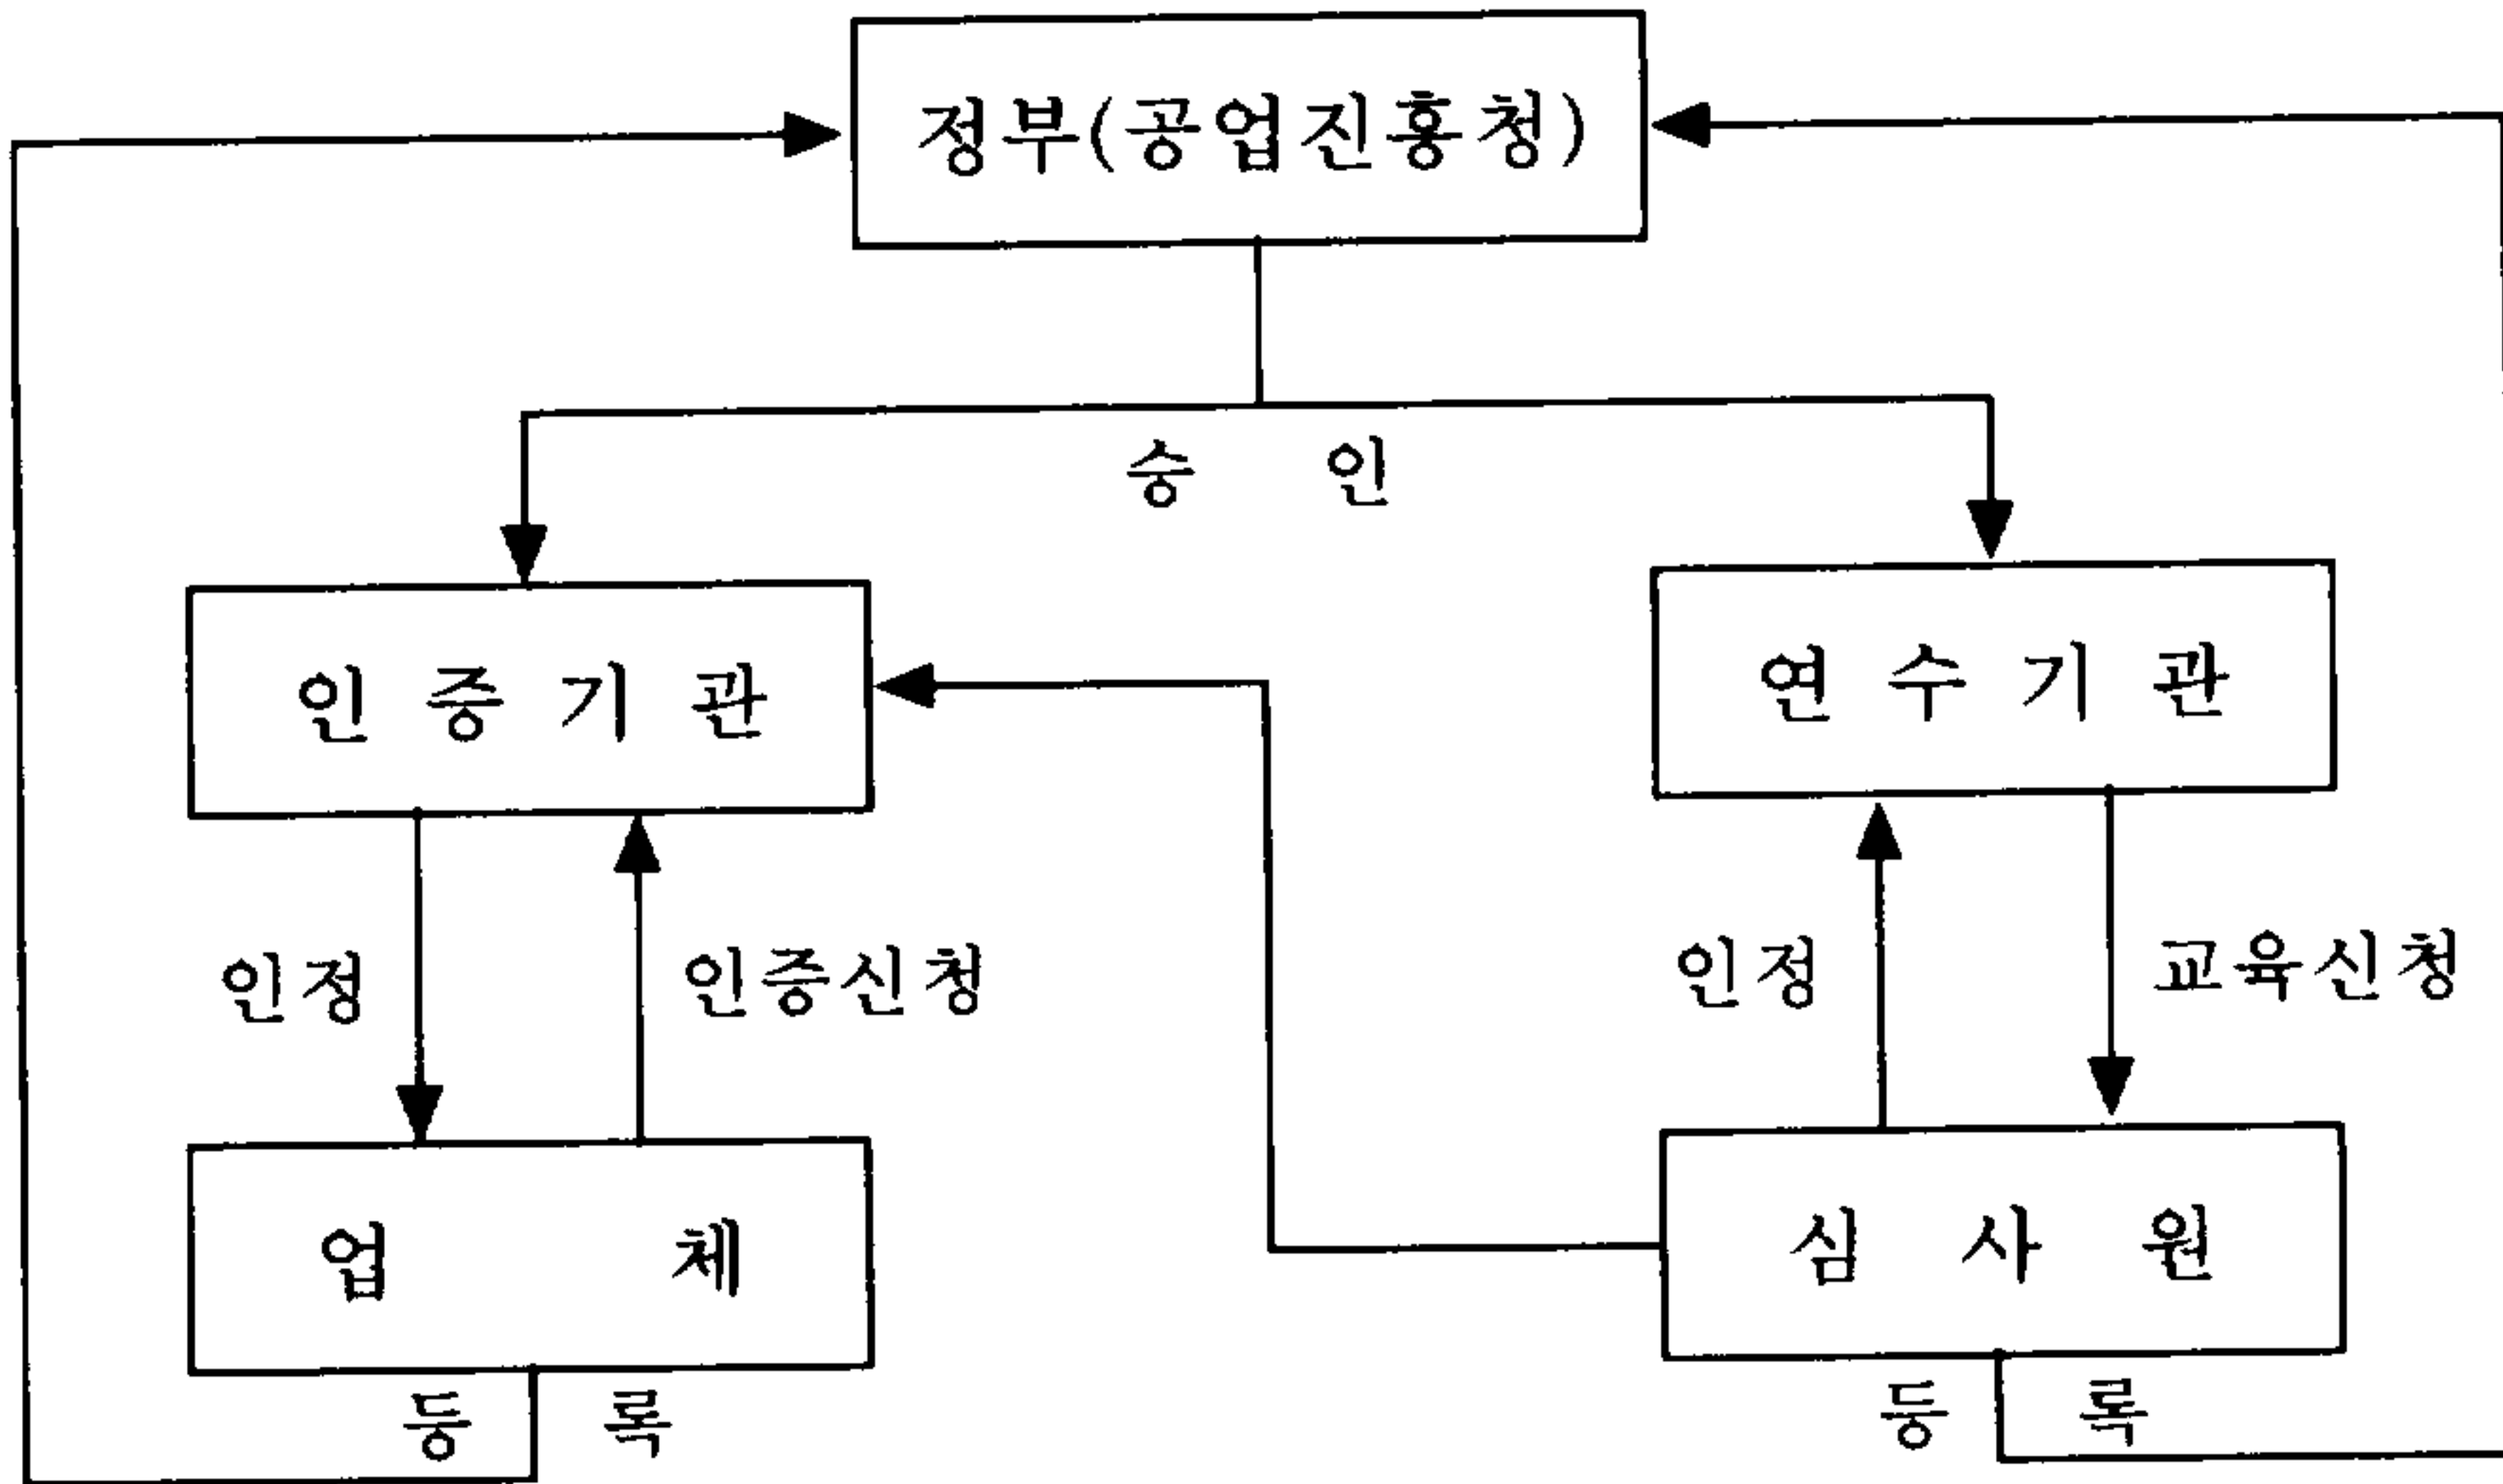 정부(공업진흥청)
승 인
인 증 기 관
연 수 기 관
인정
인증신청
인정
교육신청
업 체
심 사 원
등 록
등 록